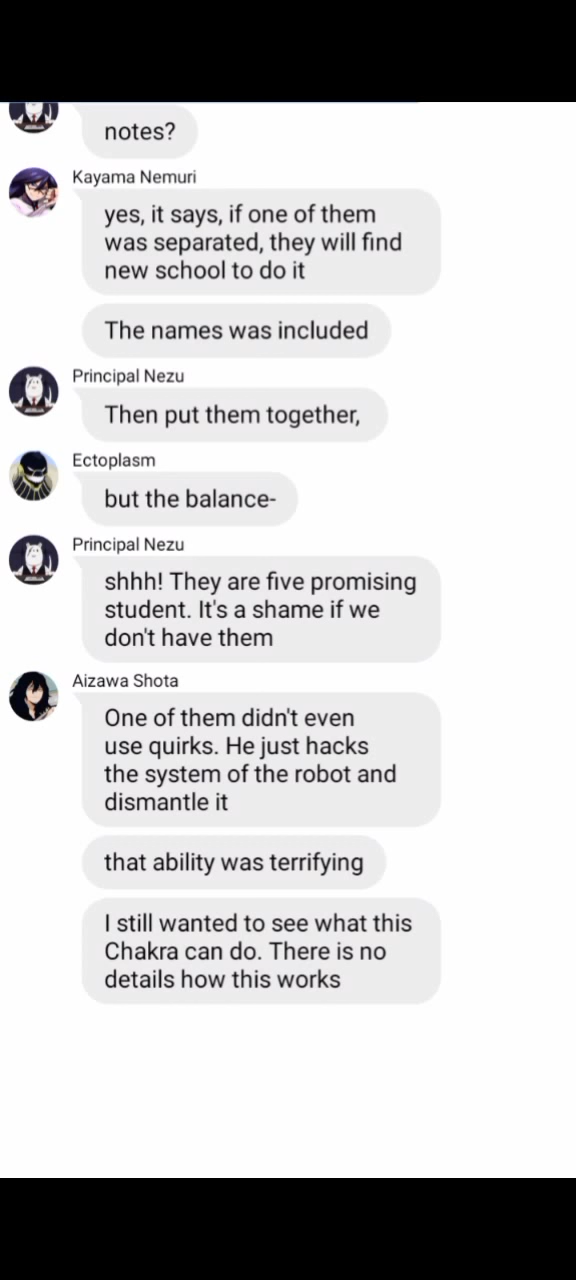 notes?
Kayama Nemuri
yes, it says, if one of them
was separated, they will find
new school to do it
The names was included
Principal Nezu
Then put them together,
Ectoplasm
but the balance-
Principal Nezu
shhh! They are five promising
student. It's a shame if we
don't have them
Aizawa Shota
One of them didn't even
use quirks. He just hacks
the system of the robot and
dismantle it
that ability was terrifying
I still wanted to see what this
Chakra can do. There is no
details how this works